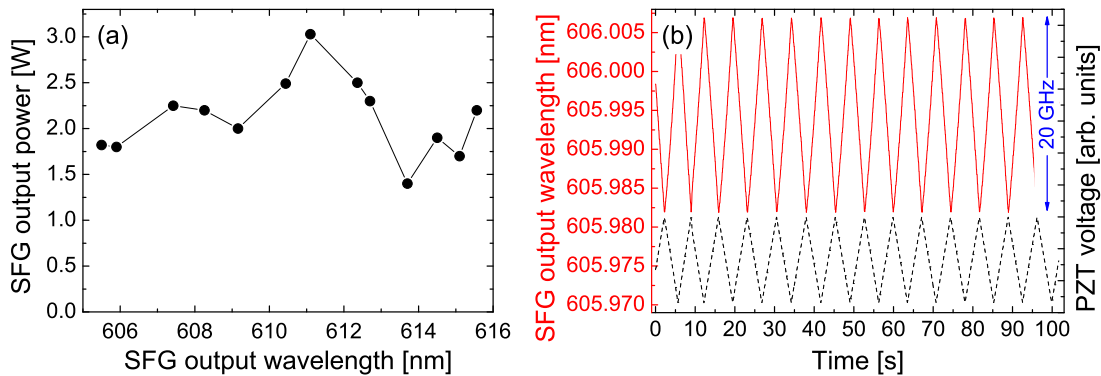 (a)
SFG output power [W]
3.0
2.5
2.0
1.5
1.0
0.5
0.0
606 608 610 612 614 616
SFG output wavelength [nm]
(b)
SFG output wavelength [nm]
606.005
606.000
605.995
605.990
605.985
605.980
605.975
605.970
0 10 20 30 40 50 60 70 80 90 100
Time [s]
20 GHz
PZT voltage [arb. units]